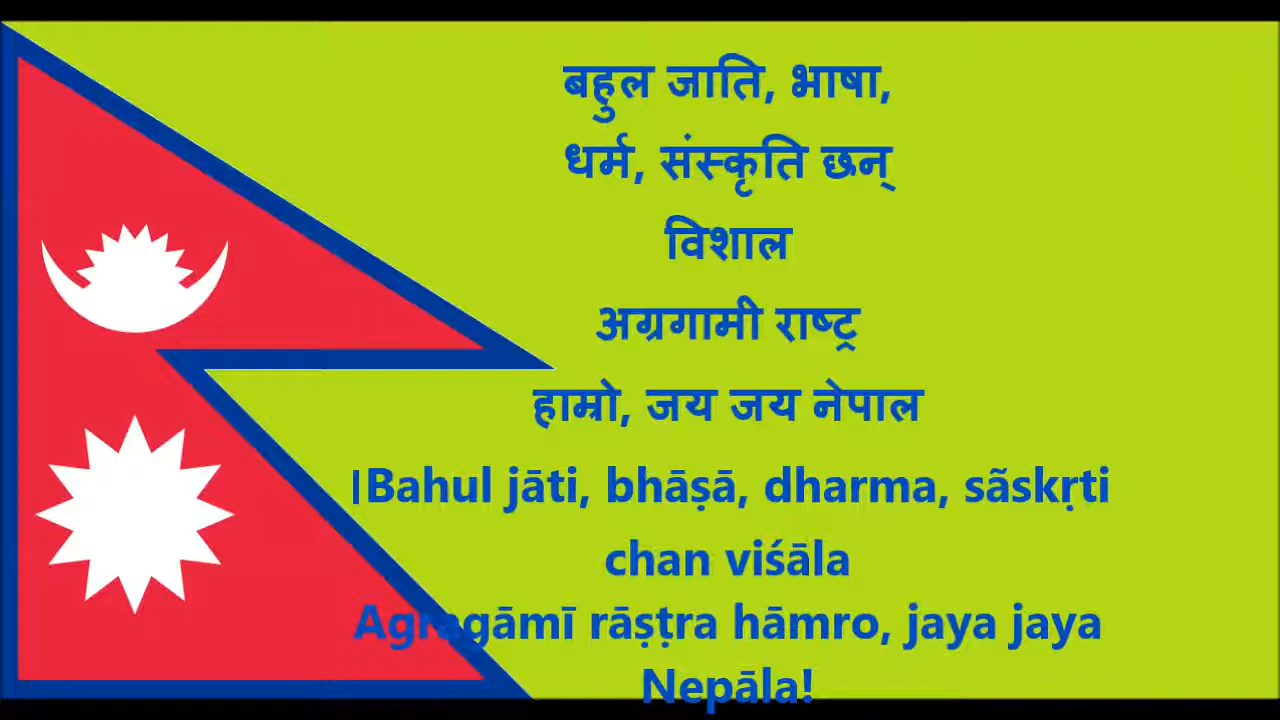 बहुल जाति, भाषा,
धर्म, संस्कृति छन्
विशाल
अग्रगामी राष्ट्र
हाम्रो, जय जय नेपाल
।Bahul jāti, bhāṣā, dharma, sãskṛti
chan viśāla
Agragāmī rāṣṭra hāmro, jaya jaya
Nepāla!